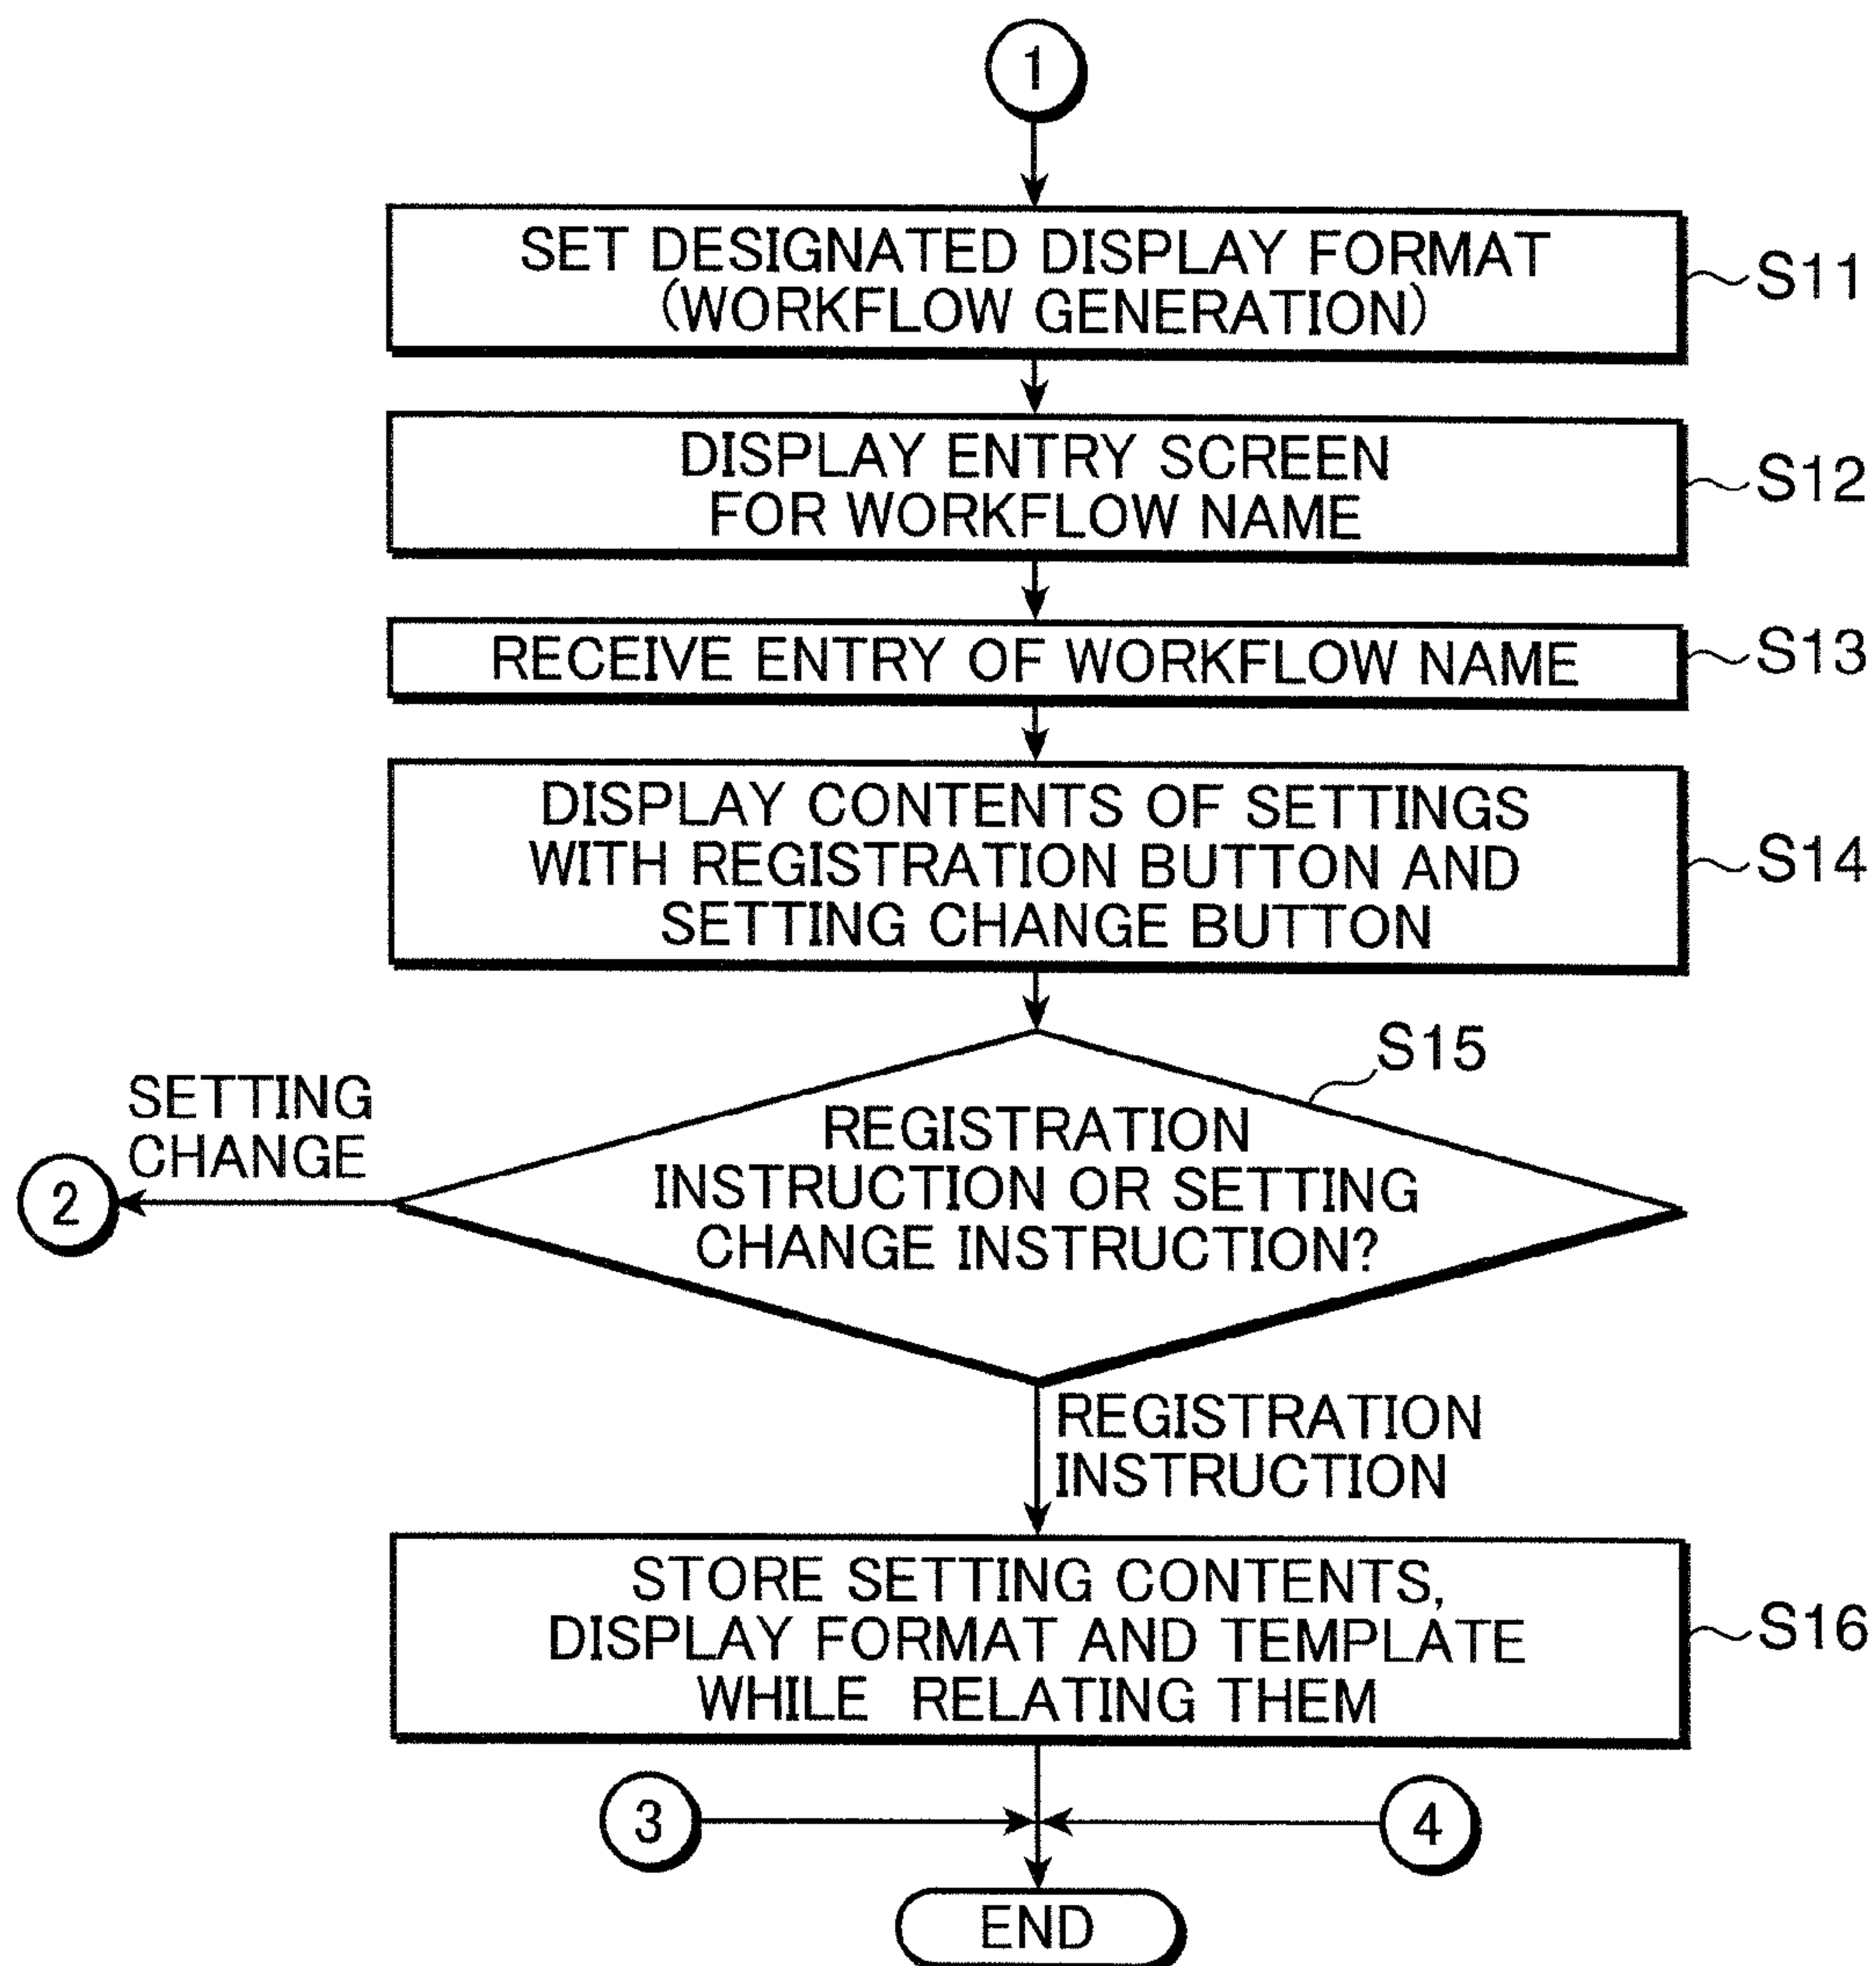 1
SET DESIGNATED DISPLAY FORMAT
(WORKFLOW GENERATION)
S11
DISPLAY ENTRY SCREEN
FOR WORKFLOW NAME
S12
RECEIVE ENTRY OF WORKFLOW NAME
S13
DISPLAY CONTENTS OF SETTINGS
WITH REGISTRATION BUTTON AND
SETTING CHANGE BUTTON
S14
S15
REGISTRATION
INSTRUCTION OR SETTING
CHANGE INSTRUCTION?
SETTING
CHANGE
2
REGISTRATION
INSTRUCTION
STORE SETTING CONTENTS,
DISPLAY FORMAT AND TEMPLATE
WHILE RELATING THEM
S16
3
4
END